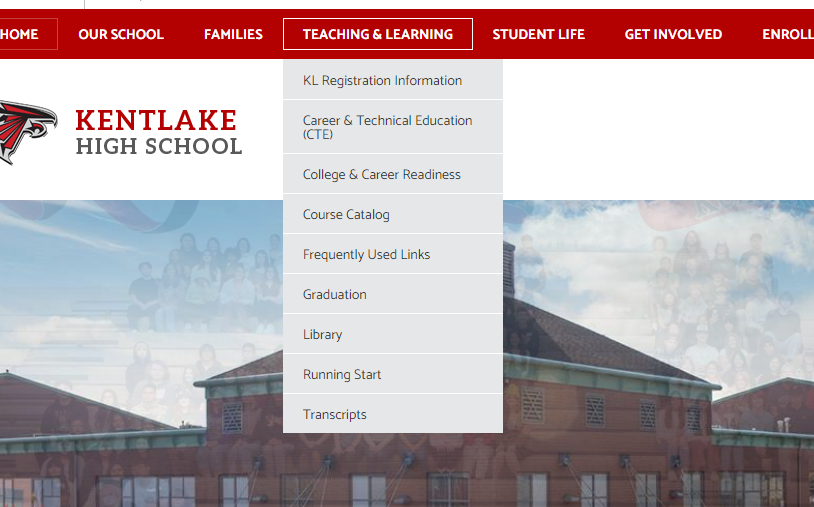 HOME OUR SCHOOL FAMILIES TEACHING & LEARNING STUDENT LIFE GET INVOLVED ENROLL
KL Registration Information
Career & Technical Education
(CTE)
College & Career Readiness
Course Catalog
Frequently Used Links
Graduation
Library
Running Start
Transcripts
KENTLAKE
HIGH SCHOOL